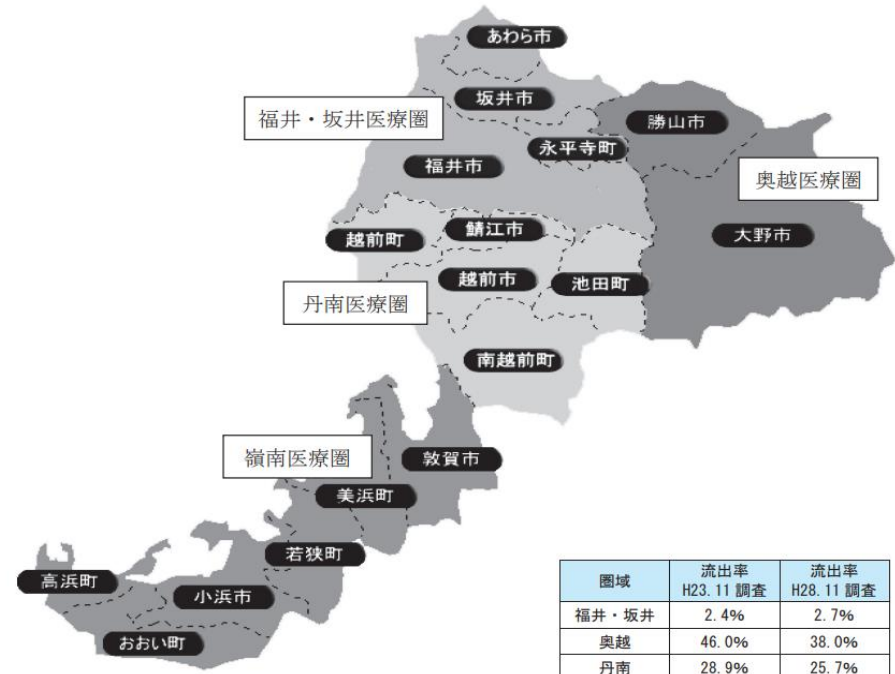 あわら市
坂井市
福井・坂井医療圏
勝山市
永平寺町
福井市
奥越医療圏
鯖江市
越前町
大野市
越前市
池田町
丹南医療圏
南越前町
嶺南医療圏
敦賀市
美浜町
若狭町
高浜町
小浜市
おおい町
圏域 流出率 H23.11 調査 流出率 H28.11 調査
福井・坂井 2.4% 2.7%
奥越 46.0% 38.0%
丹南 28.9% 25.7%